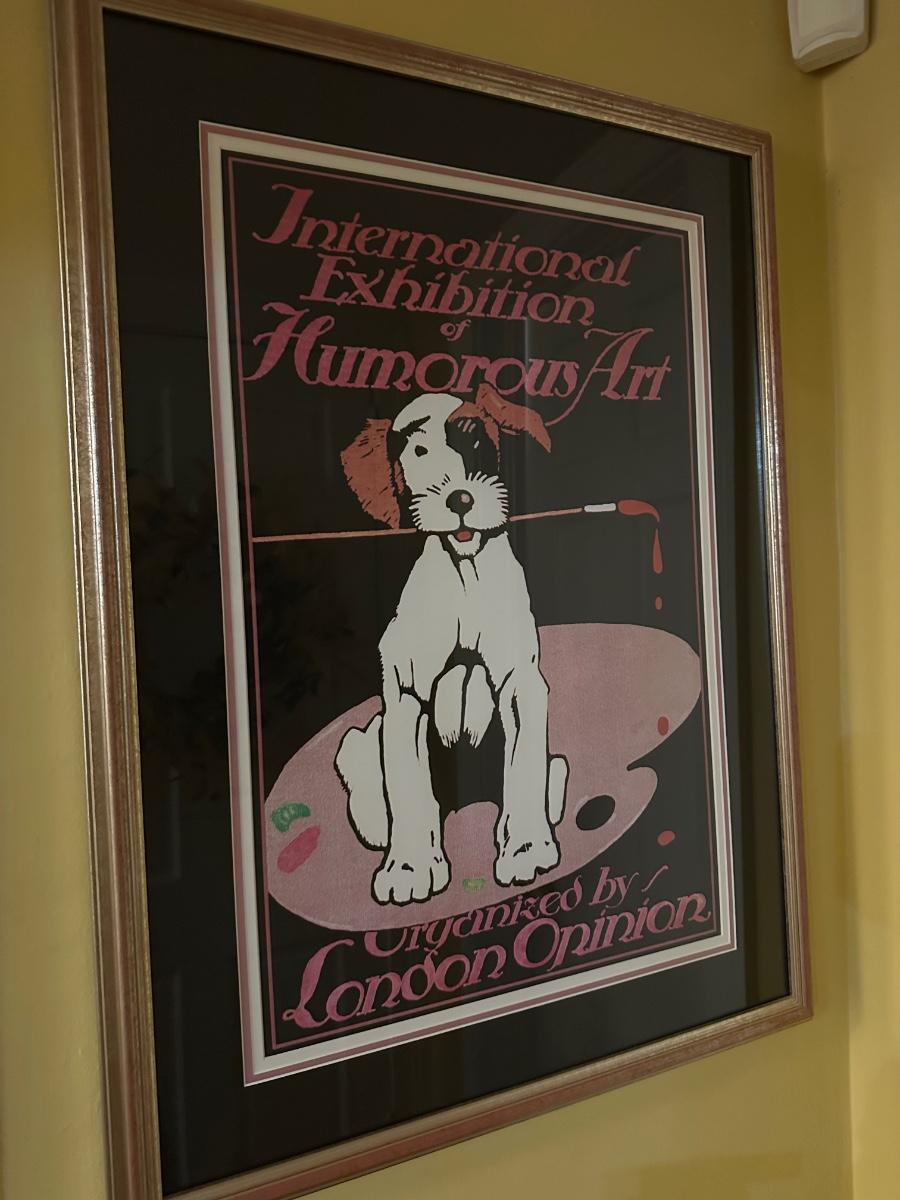 International
Exhibition
of
Humorous Art
Organized by
London Opinion